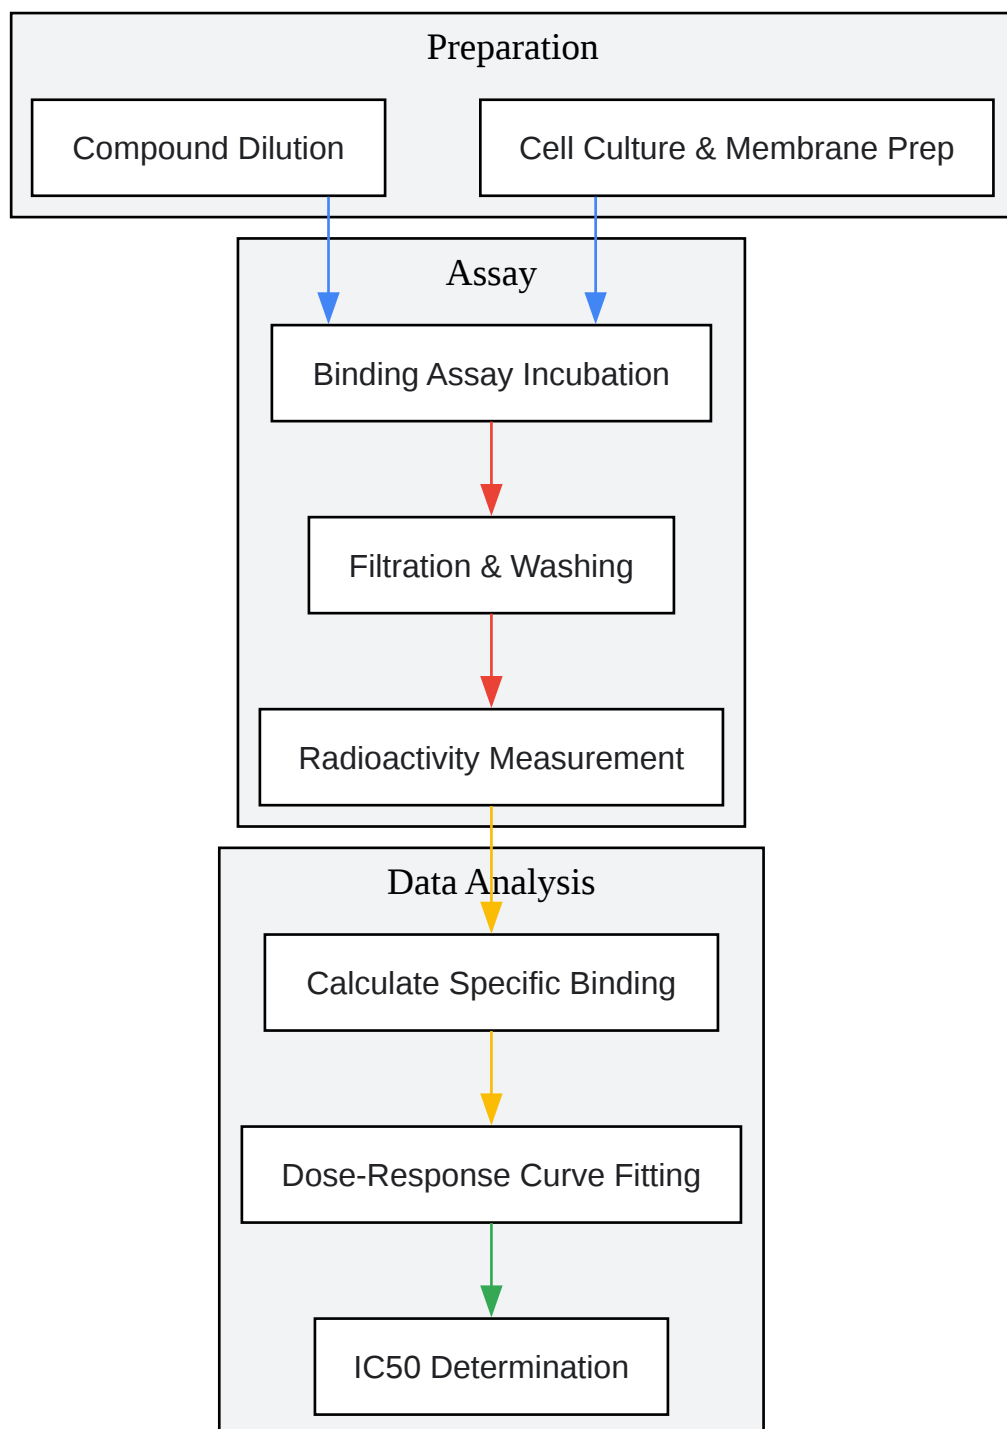 Preparation
Compound Dilution
Cell Culture & Membrane Prep
Assay
Binding Assay Incubation
Filtration & Washing
Radioactivity Measurement
Data Analysis
Calculate Specific Binding
Dose-Response Curve Fitting
IC50 Determination